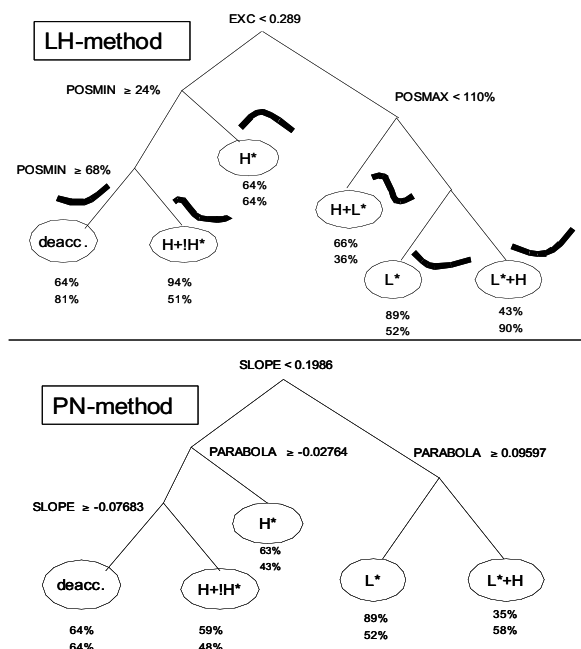 EXC < 0.289
LH-method
POSMIN ≥ 24%
POSMAX < 110%
H*
64%
64%
POSMIN ≥ 68%
deacc.
64%
81%
H+!H*
94%
51%
H+L*
66%
36%
L*
89%
52%
L*+H
43%
90%
SLOPE < 0.1986
PN-method
PARABOLA ≥ -0.02764
PARABOLA ≥ 0.09597
SLOPE ≥ -0.07683
H*
63%
43%
deacc.
64%
64%
H+!H*
59%
48%
L*
89%
52%
L*+H
35%
58%